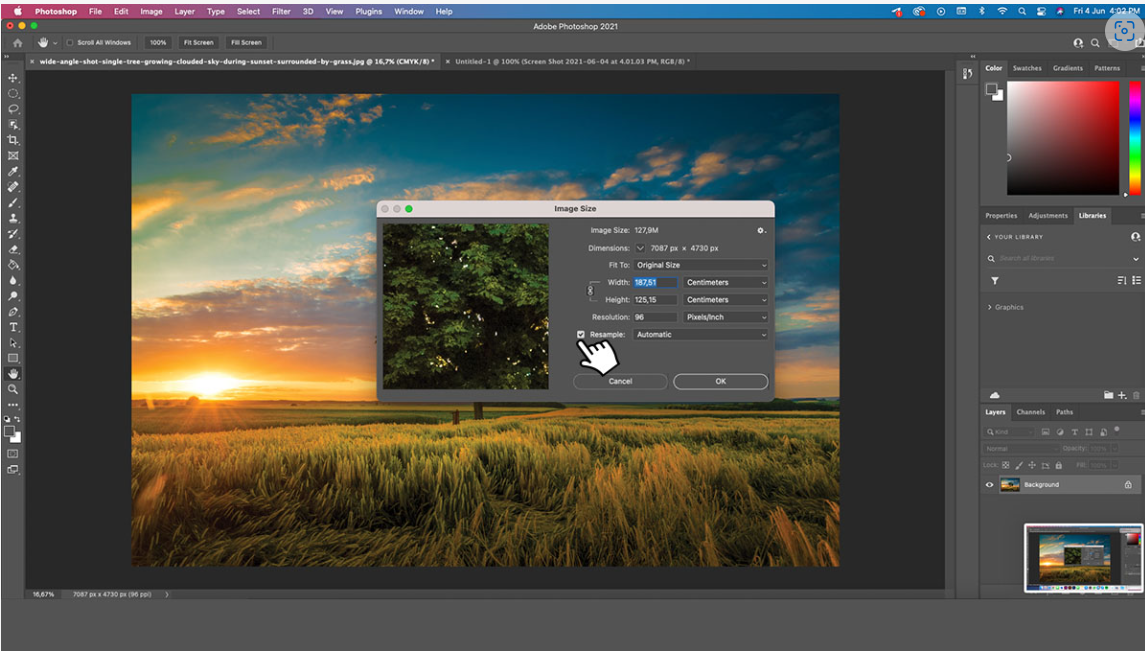 Photoshop File Edit Image Layer Type Select Filter 3D View Plugins Window Help Fri 4 Jun 4:02 PM
Adobe Photoshop 2021
Scroll All Windows 100% Fit Screen Fill Screen
× wide-angle-shot-single-tree-growing-clouded-sky-during-sunset-surrounded-by-grass.jpg @ 16,7% (CMYK/8) * × Untitled-1 @ 100% (Screen Shot 2021-06-04 at 4.01.03 PM, RGB/8) *
Color Swatches Gradients Patterns
Image Size
Image Size: 127,9M
Dimensions: 7087 px × 4730 px
Fit To: Original Size
Width: 187,51 Centimeters
Height: 125,15 Centimeters
Resolution: 96 Pixels/Inch
Resample: Automatic
Cancel OK
Properties Adjustments Libraries
YOUR LIBRARY
Search all libraries
Graphics
Layers Channels Paths
Kind
Normal Opacity: 100%
Lock: Fill: 100%
Background
16,67% 7087 px x 4730 px (96 ppi)